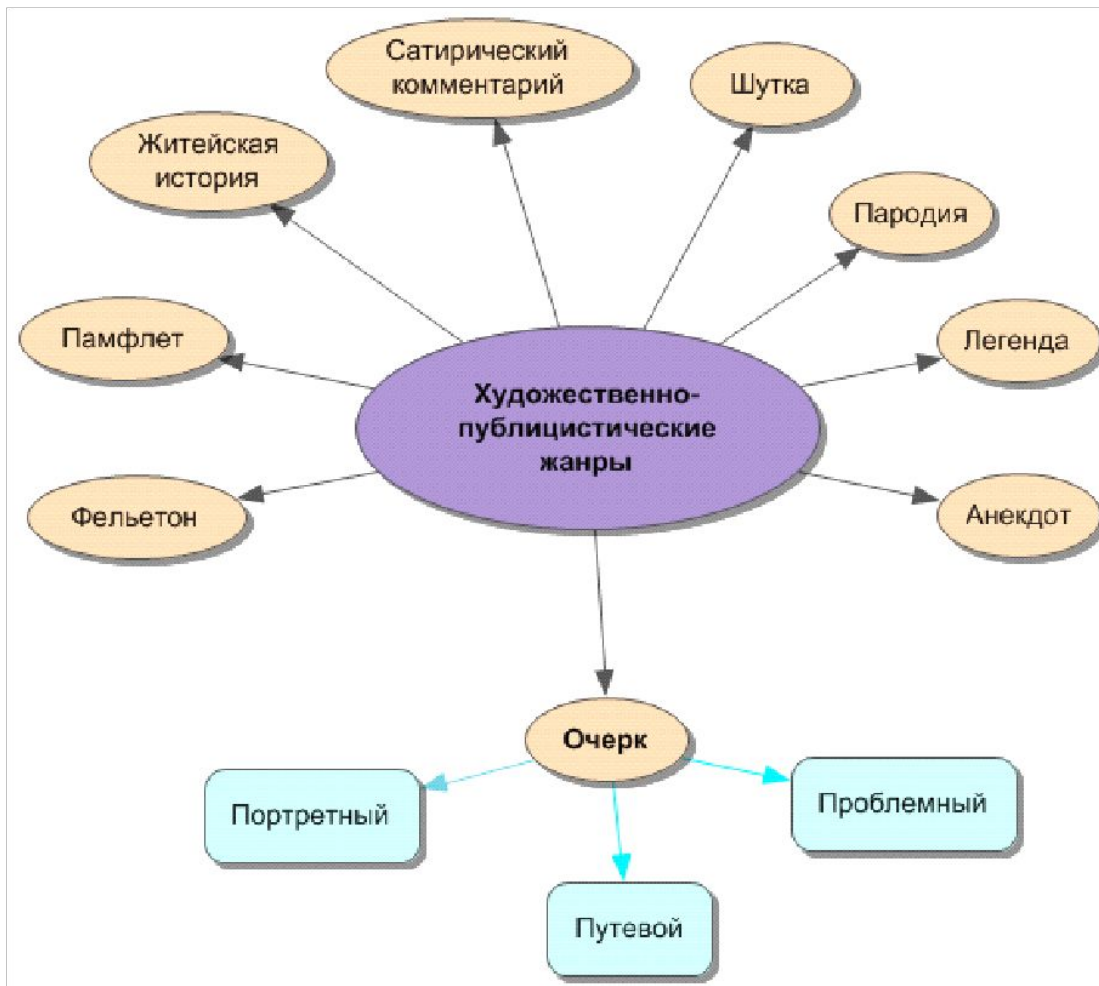 Сатирический
комментарий
Шутка
Житейская
история
Пародия
Памфлет
Легенда
Художественно-
публицистические
жанры
Фельетон
Анекдот
Очерк
Портретный
Проблемный
Путевой